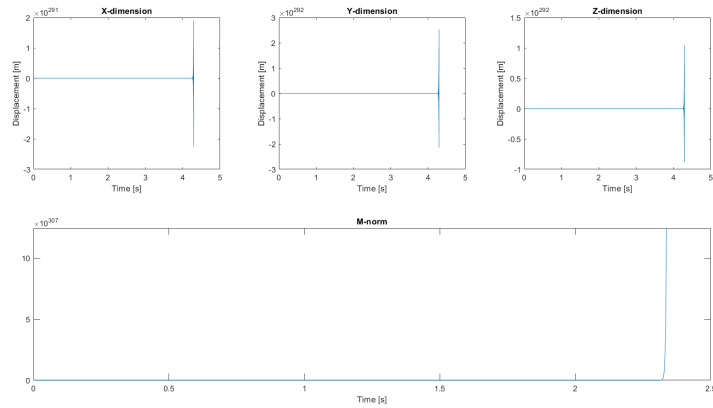 X-dimension
×10^291
2
1
0
-1
-2
-3
Displacement [m]
0 1 2 3 4 5
Time [s]
Y-dimension
×10^292
3
2
1
0
-1
-2
-3
Displacement [m]
0 1 2 3 4 5
Time [s]
Z-dimension
×10^292
1.5
1
0.5
0
-0.5
-1
Displacement [m]
0 1 2 3 4 5
Time [s]
M-norm
×10^307
10
5
0
0 0.5 1 1.5 2 2.5
Time [s]